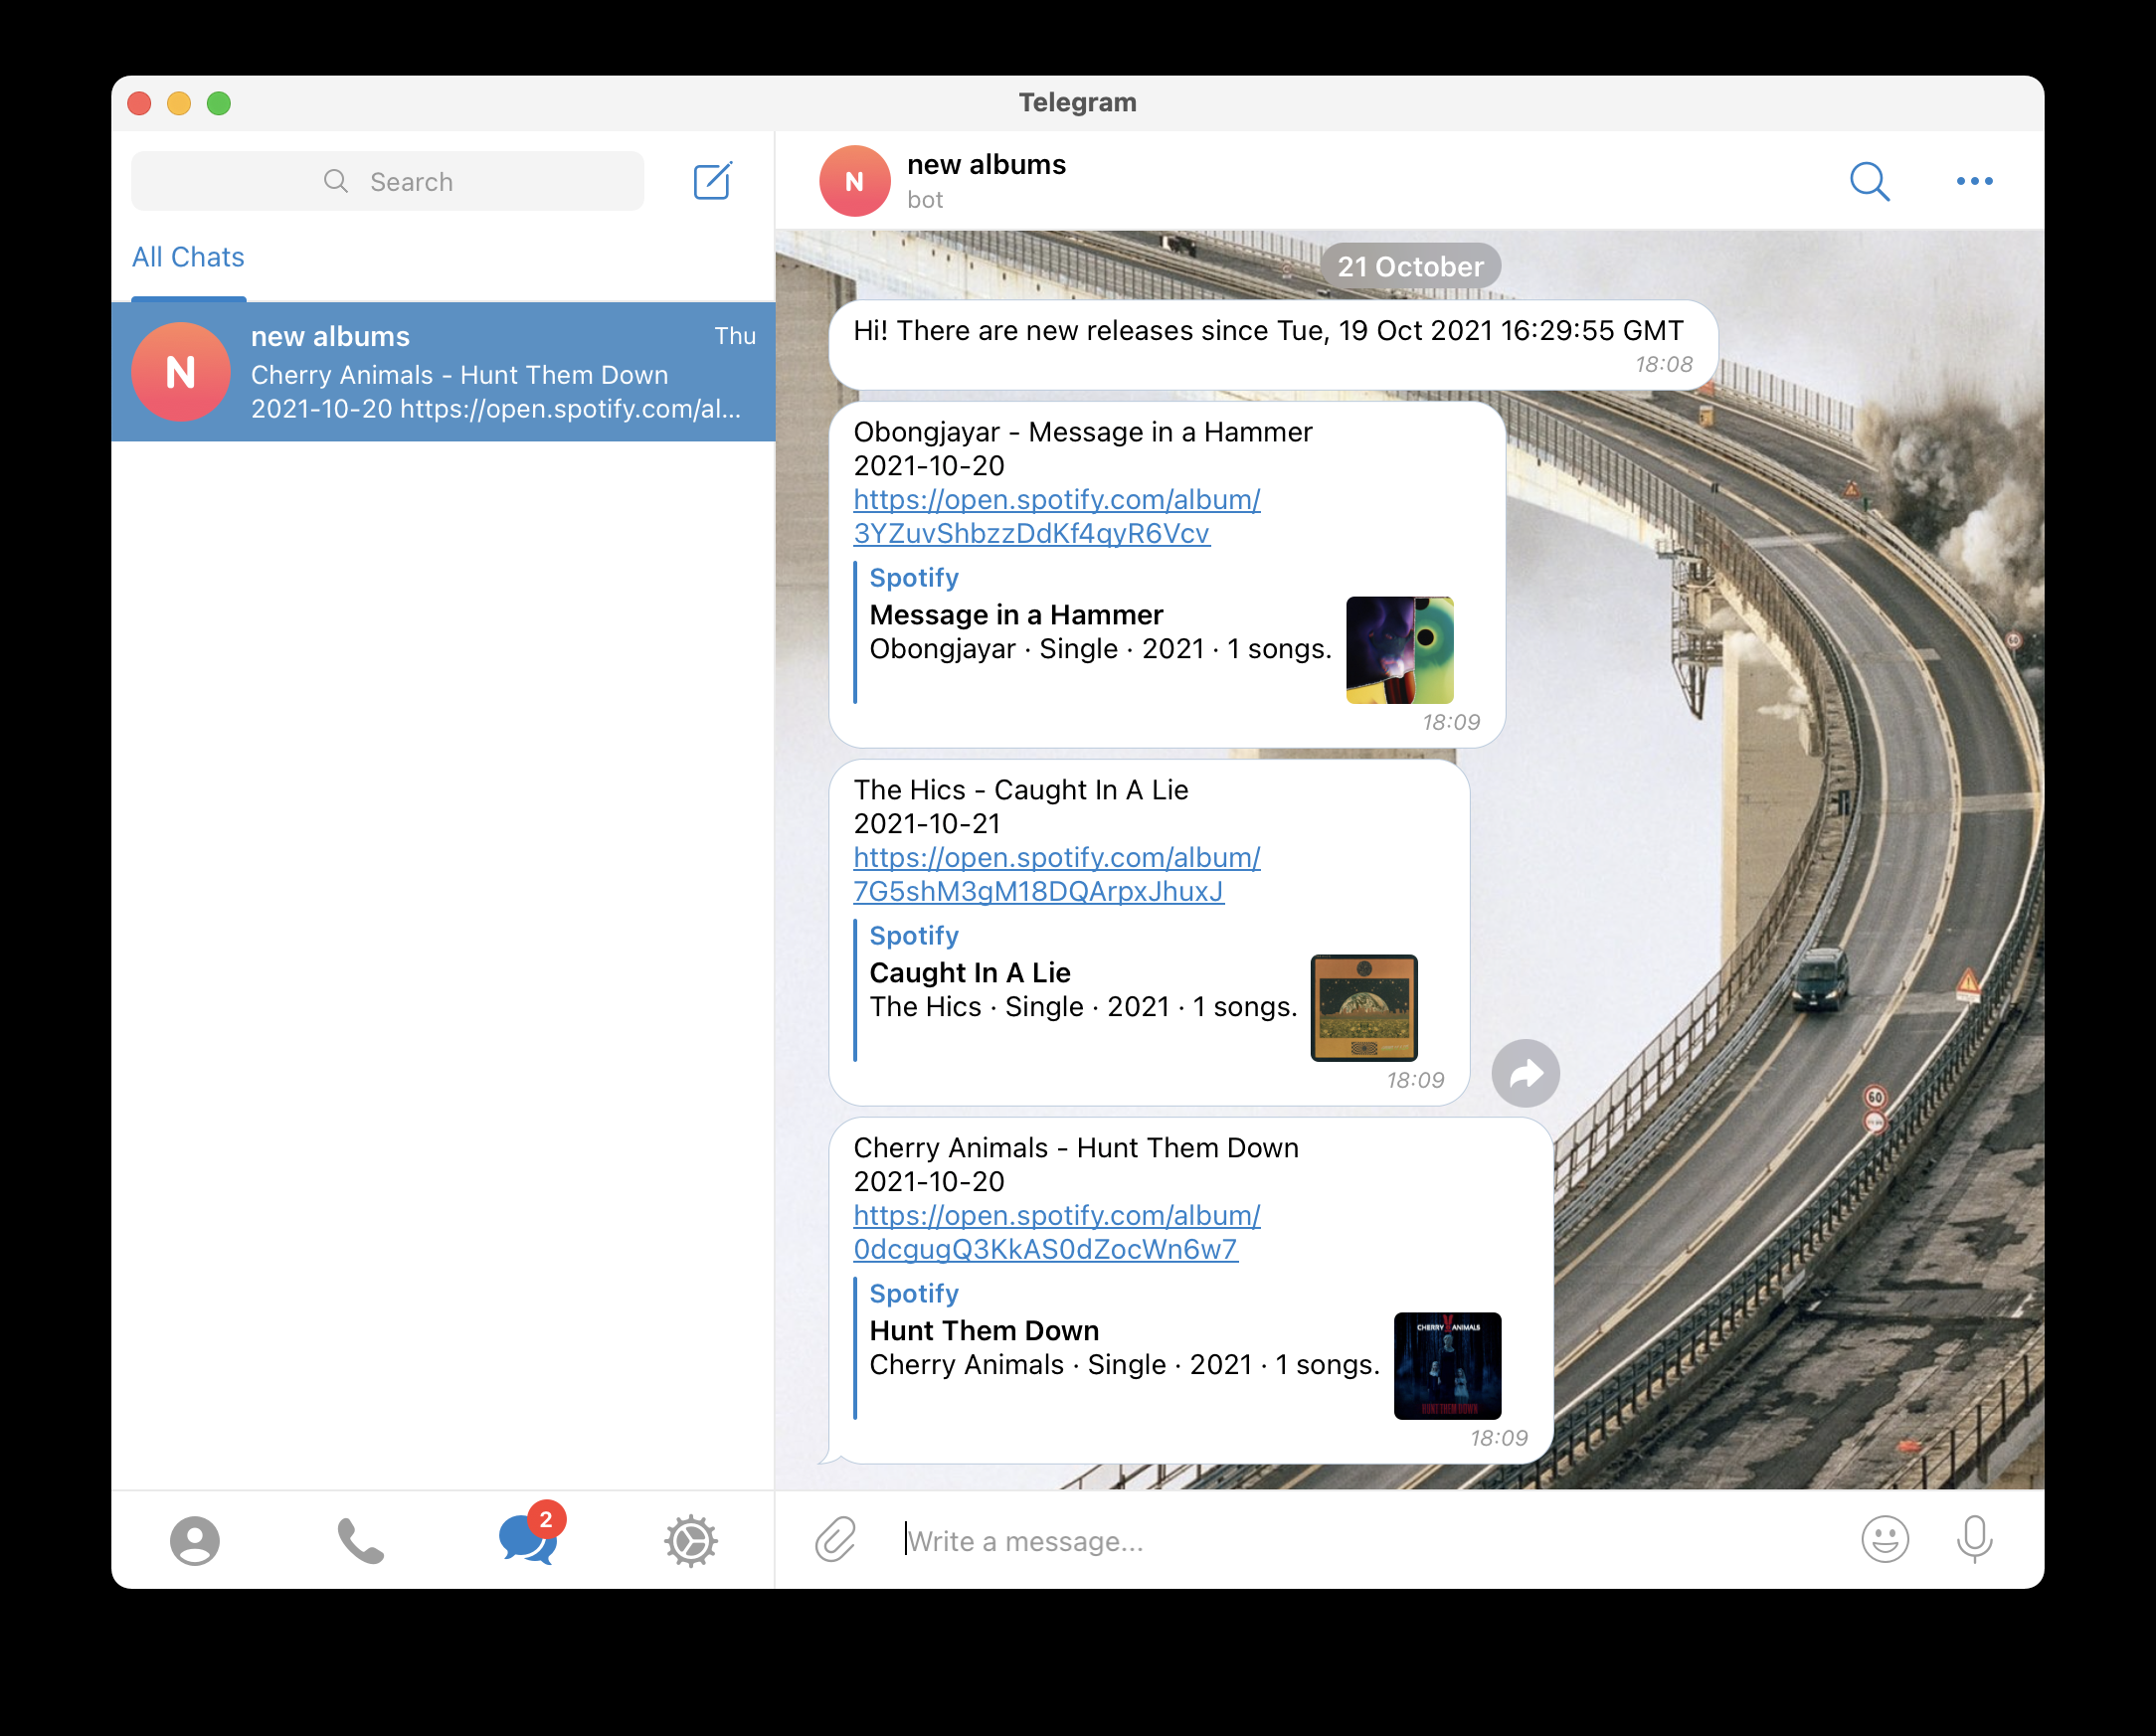 Telegram
Search
All Chats
N
new albums
Thu
Cherry Animals - Hunt Them Down
2021-10-20 https://open.spotify.com/al...
2
N
new albums
bot
21 October
Hi! There are new releases since Tue, 19 Oct 2021 16:29:55 GMT
18:08
Obongjayar - Message in a Hammer
2021-10-20
https://open.spotify.com/album/
3YZuvShbzzDdKf4qyR6Vcv
Spotify
Message in a Hammer
Obongjayar · Single · 2021 · 1 songs.
18:09
The Hics - Caught In A Lie
2021-10-21
https://open.spotify.com/album/
7G5shM3gM18DQArpxJhuxJ
Spotify
Caught In A Lie
The Hics · Single · 2021 · 1 songs.
18:09
Cherry Animals - Hunt Them Down
2021-10-20
https://open.spotify.com/album/
0dcgugQ3KkAS0dZocWn6w7
Spotify
Hunt Them Down
Cherry Animals · Single · 2021 · 1 songs.
CHERRY ANIMALS
HUNT THEM DOWN
18:09
60
Write a message...